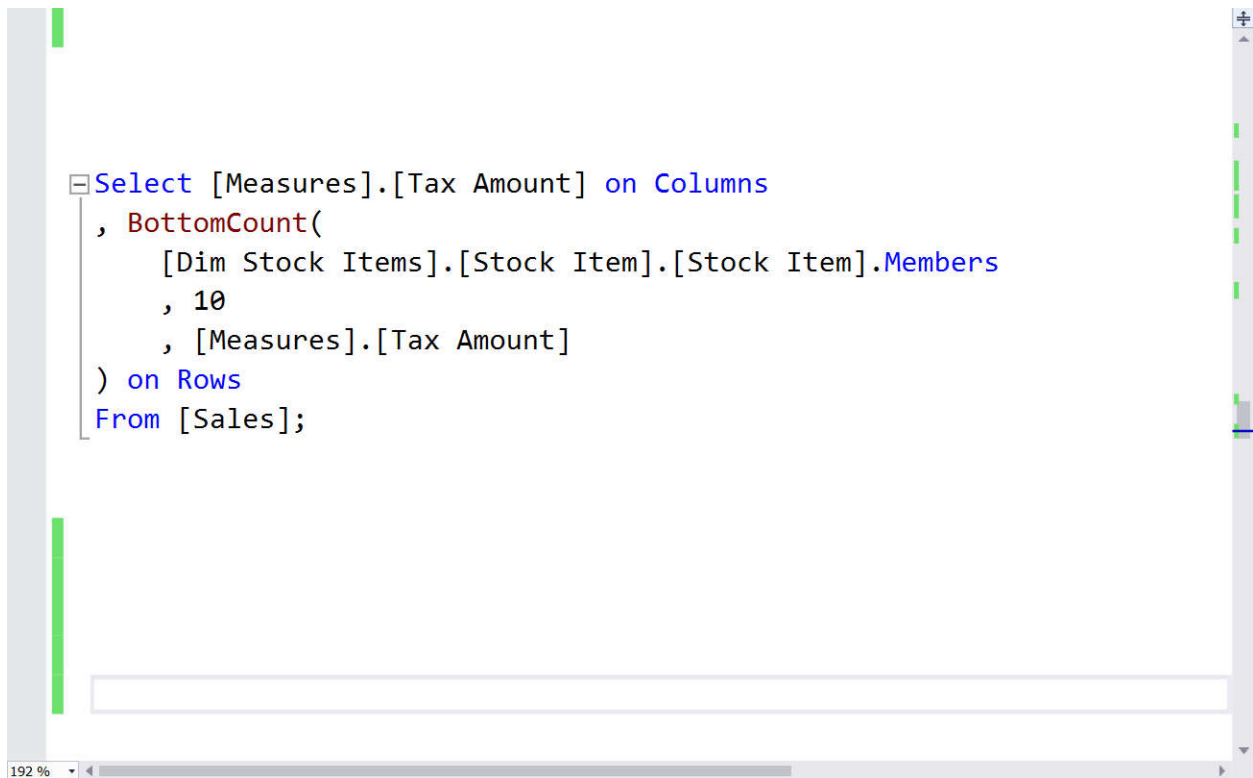 Select [Measures].[Tax Amount] on Columns
, BottomCount(
[Dim Stock Items].[Stock Item].[Stock Item].Members
, 10
, [Measures].[Tax Amount]
) on Rows
From [Sales];
192 %